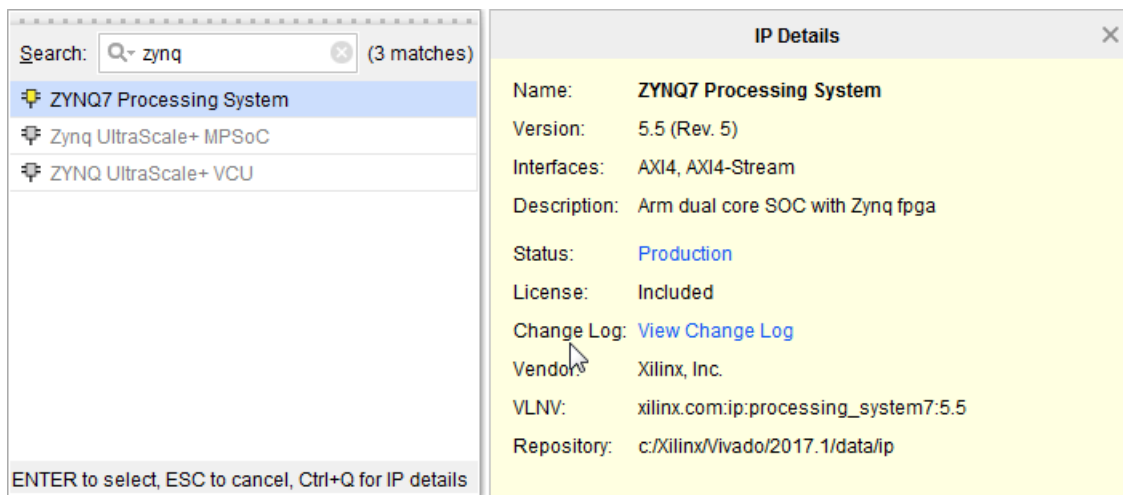 Search: zynq (3 matches)
ZYNQ7 Processing System
Zynq UltraScale+ MPSoC
ZYNQ UltraScale+ VCU
ENTER to select, ESC to cancel, Ctrl+Q for IP details
IP Details
Name: ZYNQ7 Processing System
Version: 5.5 (Rev. 5)
Interfaces: AXI4, AXI4-Stream
Description: Arm dual core SOC with Zynq fpga
Status: Production
License: Included
Change Log: View Change Log
Vendor: Xilinx, Inc.
VLNV: xilinx.com:ip:processing_system7:5.5
Repository: c:/Xilinx/Vivado/2017.1/data/ip